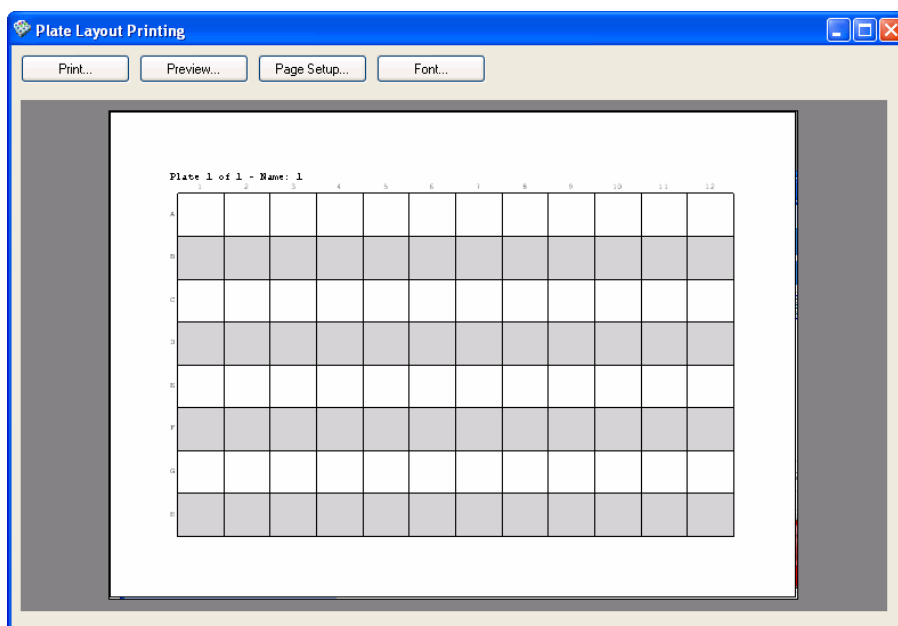 Plate Layout Printing
Print... Preview... Page Setup... Font...
Plate 1 of 1 - Name: 1
1 2 3 4 5 6 7 8 9 10 11 12
A
B
C
D
E
F
G
H